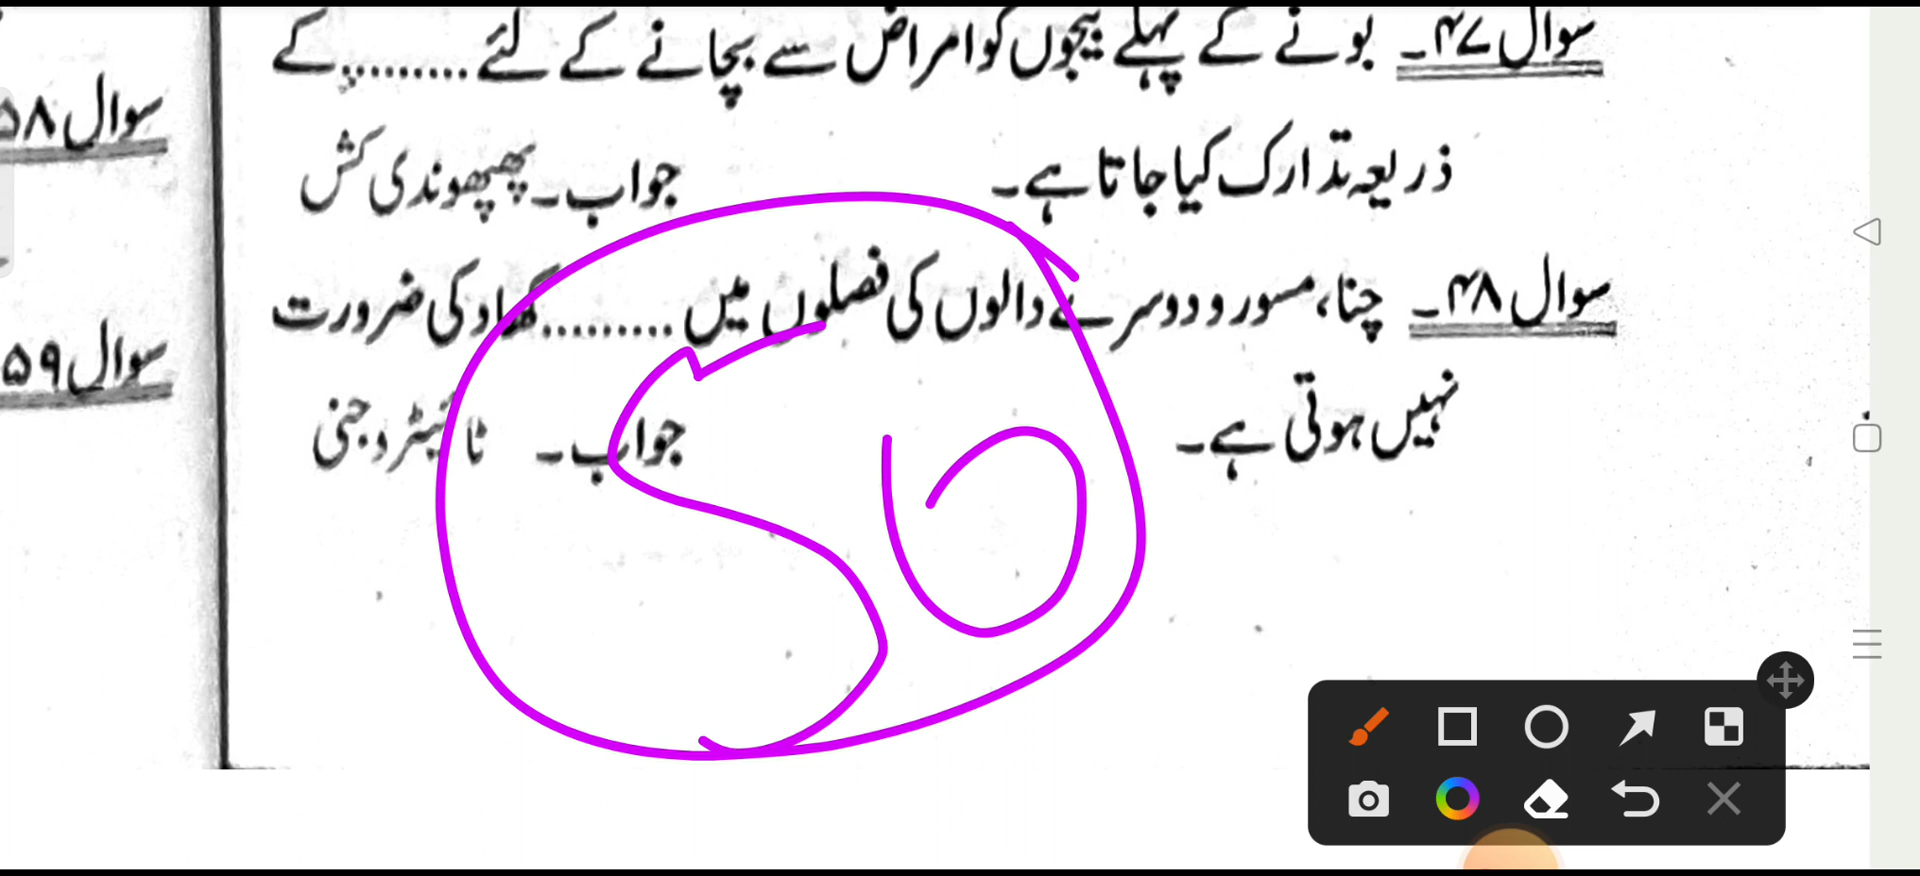 سوال ۴۷۔ بونے کے پہلے بیجوں کو امراض سے بچانے کے لئے ......... کے
ذریعہ تدارک کیا جاتا ہے۔ جواب۔ پھپھوندی کش
سوال ۴۸۔ چنا، مسور و دوسرے دالوں کی فصلوں میں ......... کھاد کی ضرورت
نہیں ہوتی ہے۔ جواب۔ نائیٹروجنی
سوال ۵۸
سوال ۵۹
50